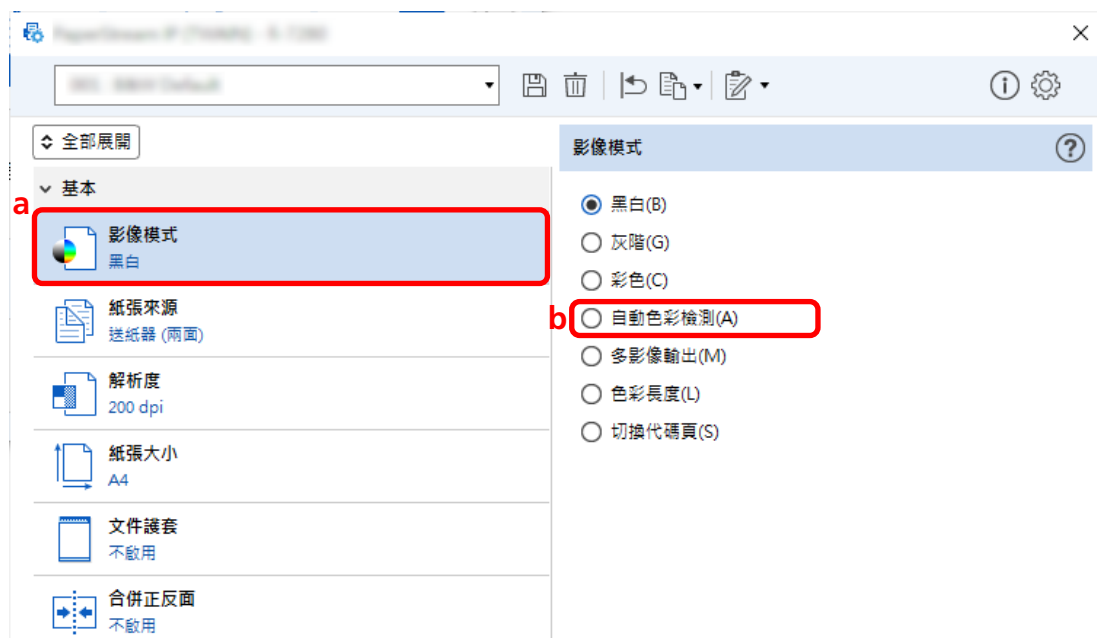 全部展開
基本
a
影像模式
黑白
紙張來源
送紙器 (兩面)
解析度
200 dpi
紙張大小
A4
文件護套
不啟用
合併正反面
不啟用
影像模式
黑白(B)
灰階(G)
彩色(C)
b
自動色彩檢測(A)
多影像輸出(M)
色彩長度(L)
切換代碼頁(S)